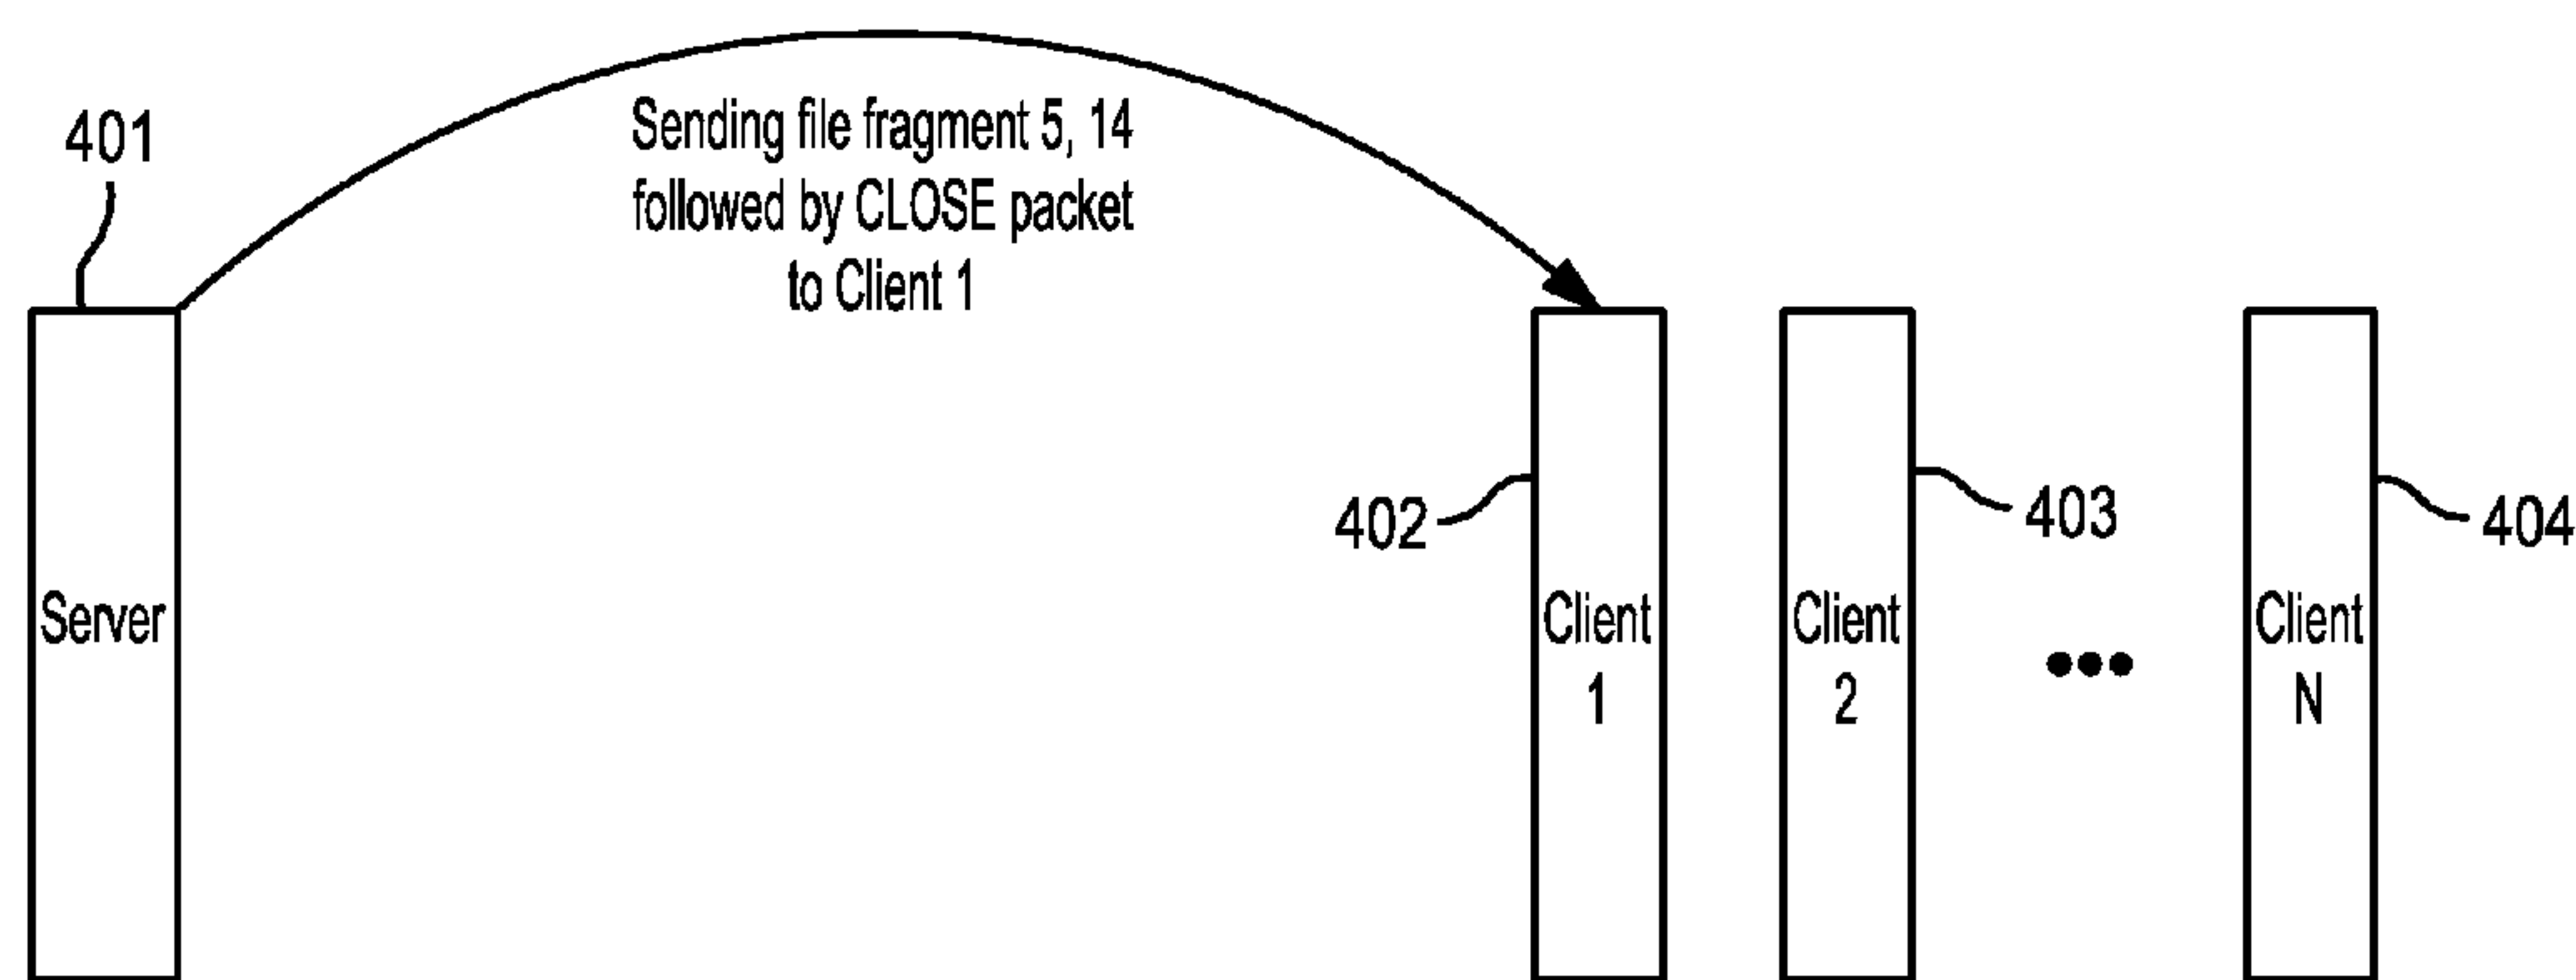 401
Sending file fragment 5, 14
followed by CLOSE packet
to Client 1
402
403
404
Server
Client
1
Client
2
Client
N